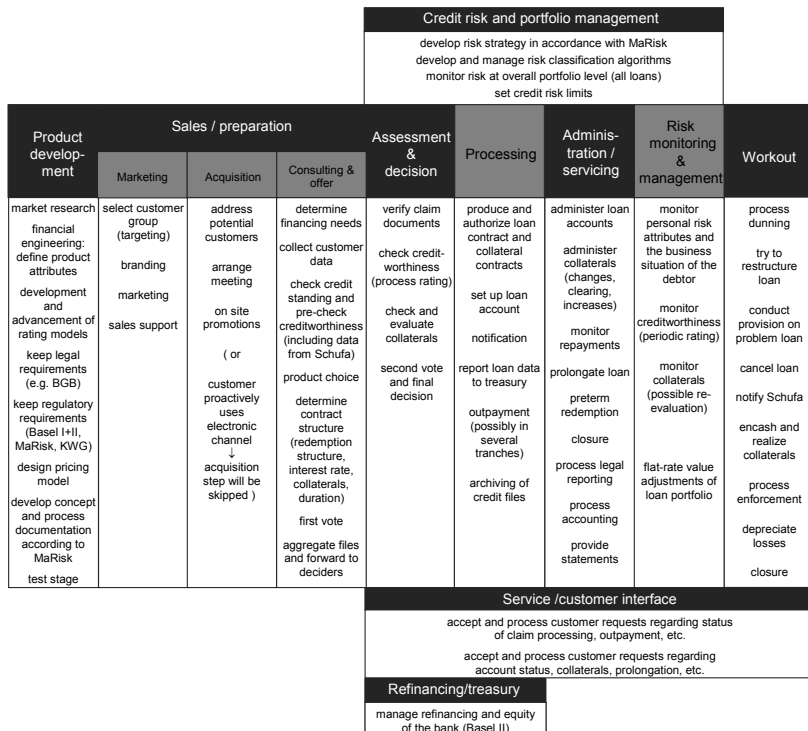 Credit risk and portfolio management
develop risk strategy in accordance with MaRisk
develop and manage risk classification algorithms
monitor risk at overall portfolio level (all loans)
set credit risk limits
Product
develop-
ment
market research
financial
engineering:
define product
attributes
development
and
advancement of
rating models
keep legal
requirements
(e.g. BGB)
keep regulatory
requirements
(Basel I+II,
MaRisk, KWG)
design pricing
model
develop concept
and process
documentation
according to
MaRisk
test stage
Sales / preparation
Marketing
select customer
group
(targeting)
branding
marketing
sales support
Acquisition
address
potential
customers
arrange
meeting
on site
promotions
( or
customer
proactively
uses
electronic
channel
↓
acquisition
step will be
skipped )
Consulting &
offer
determine
financing needs
collect customer
data
check credit
standing and
pre-check
creditworthiness
(including data
from Schufa)
product choice
determine
contract
structure
(redemption
structure,
interest rate,
collaterals,
duration)
first vote
aggregate files
and forward to
deciders
Assessment
&
decision
verify claim
documents
check credit-
worthiness
(process rating)
check and
evaluate
collaterals
second vote
and final
decision
Processing
produce and
authorize loan
contract and
collateral
contracts
set up loan
account
notification
report loan data
to treasury
outpayment
(possibly in
several
tranches)
archiving of
credit files
Adminis-
tration /
servicing
administer loan
accounts
administer
collaterals
(changes,
clearing,
increases)
monitor
repayments
prolongate loan
preterm
redemption
closure
process legal
reporting
process
accounting
provide
statements
Risk
monitoring
&
management
monitor
personal risk
attributes and
the business
situation of the
debtor
monitor
creditworthiness
(periodic rating)
monitor
collaterals
(possible re-
evaluation)
flat-rate value
adjustments of
loan portfolio
Workout
process
dunning
try to
restructure
loan
conduct
provision on
problem loan
cancel loan
notify Schufa
encash and
realize
collaterals
process
enforcement
depreciate
losses
closure
Service /customer interface
accept and process customer requests regarding status
of claim processing, outpayment, etc.
accept and process customer requests regarding
account status, collaterals, prolongation, etc.
Refinancing/treasury
manage refinancing and equity
of the bank (Basel II)